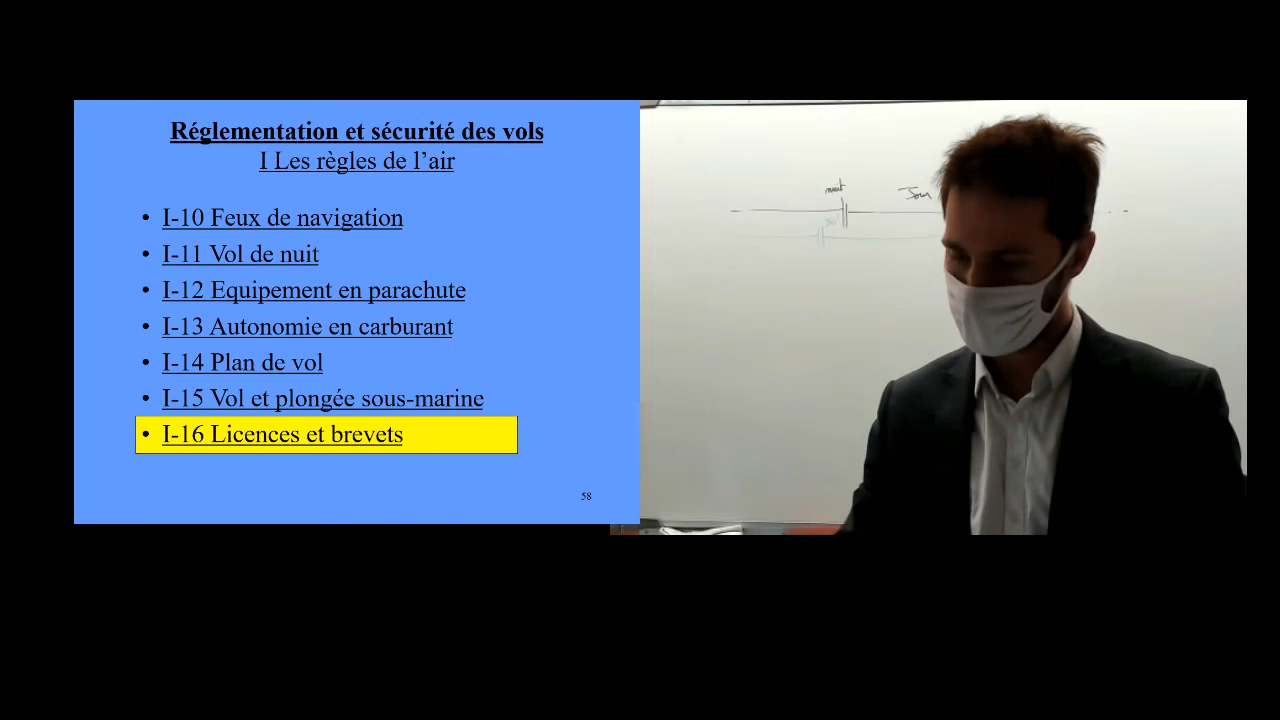 Réglementation et sécurité des vols
I Les règles de l’air
• I-10 Feux de navigation
• I-11 Vol de nuit
• I-12 Equipement en parachute
• I-13 Autonomie en carburant
• I-14 Plan de vol
• I-15 Vol et plongée sous-marine
• I-16 Licences et brevets
58
nuit
Jour